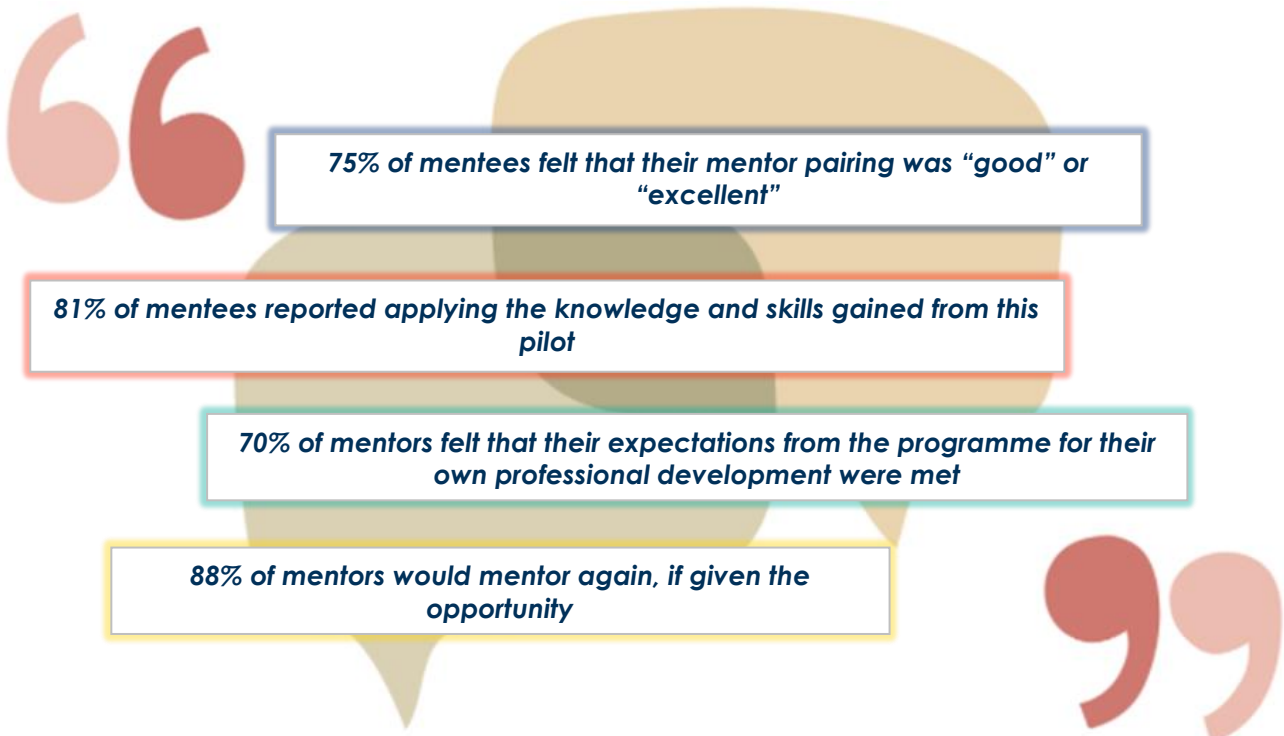 75% of mentees felt that their mentor pairing was “good” or
“excellent”
81% of mentees reported applying the knowledge and skills gained from this
pilot
70% of mentors felt that their expectations from the programme for their
own professional development were met
88% of mentors would mentor again, if given the
opportunity